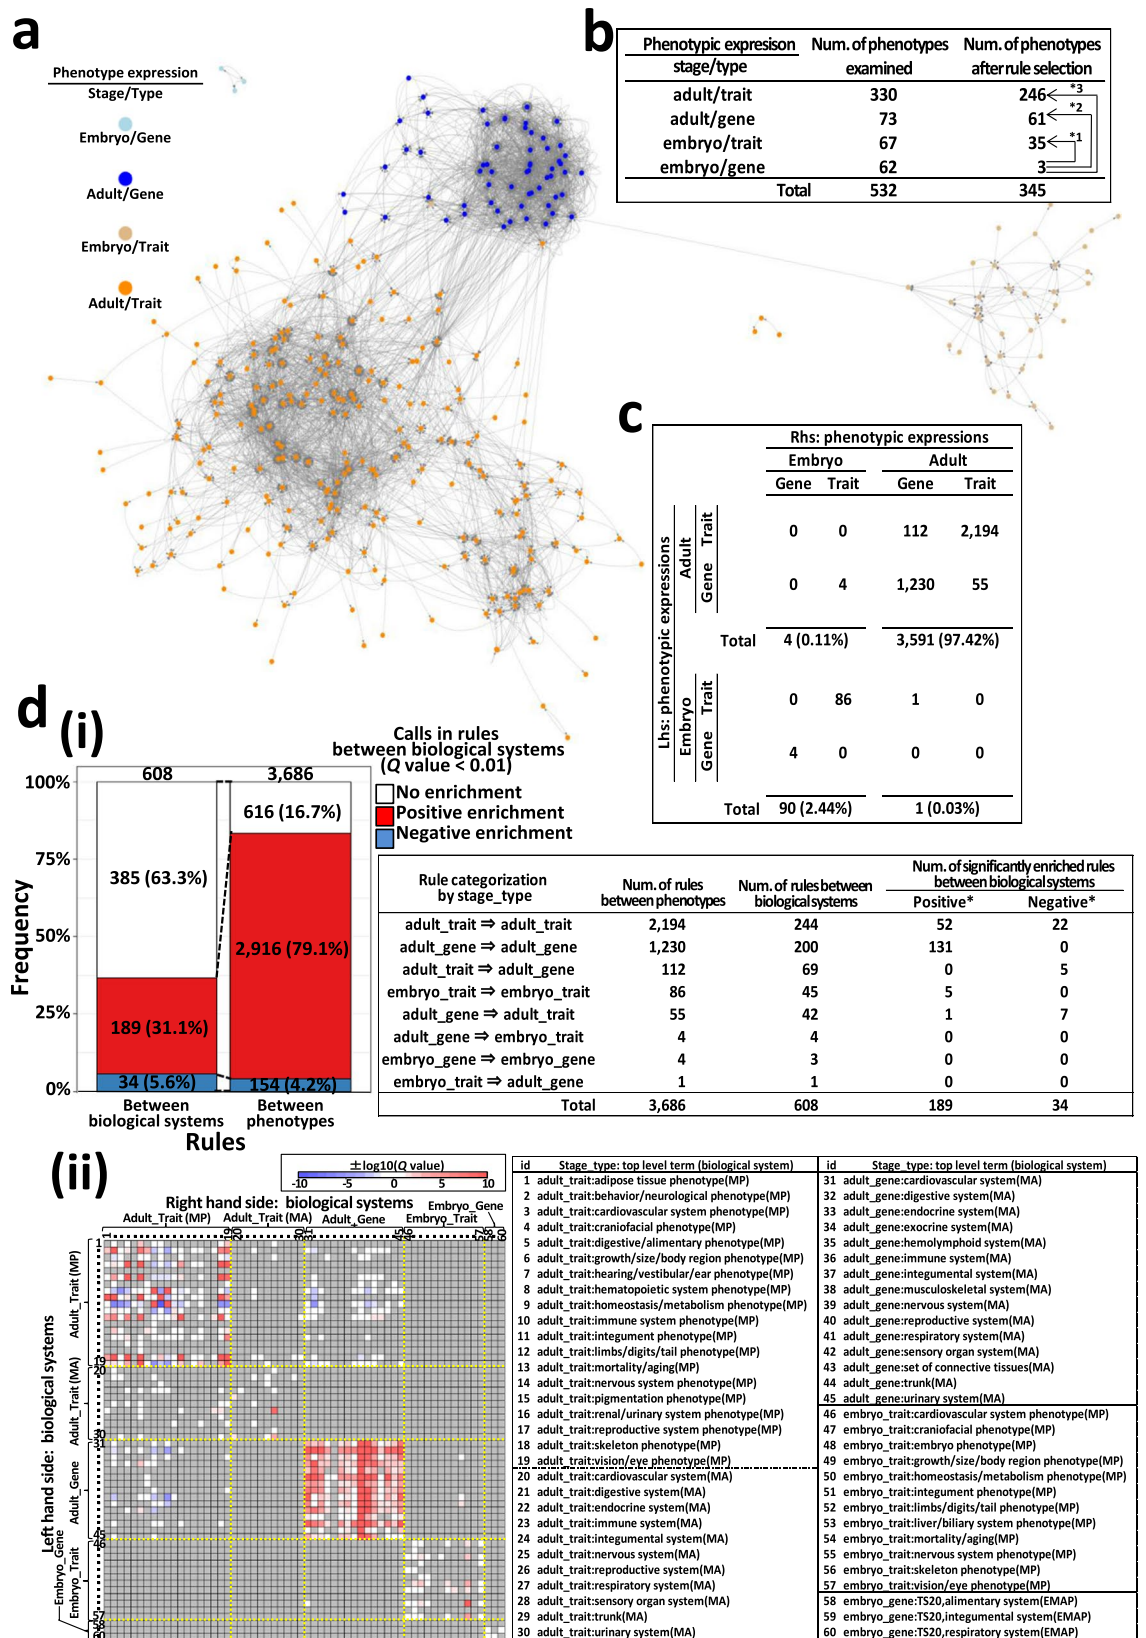 a
Phenotype expression
Stage/Type
Embryo/Gene
Adult/Gene
Embryo/Trait
Adult/Trait
b
Phenotypic expresison Num. of phenotypes Num. of phenotypes
stage/type examined after rule selection
adult/trait 330 246 *3
adult/gene 73 61 *2
embryo/trait 67 35 *1
embryo/gene 62 3
Total 532 345
c
Rhs: phenotypic expressions
Embryo Adult
Gene Trait Gene Trait
Lhs: phenotypic expressions
Adult
Trait 0 0 112 2,194
Gene 0 4 1,230 55
Total 4 (0.11%) 3,591 (97.42%)
Embryo
Trait 0 86 1 0
Gene 4 0 0 0
Total 90 (2.44%) 1 (0.03%)
d
(i)
Calls in rules
between biological systems
(Q value < 0.01)
No enrichment
Positive enrichment
Negative enrichment
Frequency
100%
75%
50%
25%
0%
608 3,686
616 (16.7%)
385 (63.3%)
2,916 (79.1%)
189 (31.1%)
34 (5.6%) 154 (4.2%)
Between biological systems
Between phenotypes
Rules
Rule categorization by stage_type Num. of rules between phenotypes Num. of rules between biological systems Num. of significantly enriched rules between biological systems
Positive* Negative*
adult_trait ⇒ adult_trait 2,194 244 52 22
adult_gene ⇒ adult_gene 1,230 200 131 0
adult_trait ⇒ adult_gene 112 69 0 5
embryo_trait ⇒ embryo_trait 86 45 5 0
adult_gene ⇒ adult_trait 55 42 1 7
adult_gene ⇒ embryo_trait 4 4 0 0
embryo_gene ⇒ embryo_gene 4 3 0 0
embryo_trait ⇒ adult_gene 1 1 0 0
Total 3,686 608 189 34
(ii)
±log10(Q value)
-10 -5 0 5 10
Right hand side: biological systems
Adult_Trait (MP) Adult_Trait (MA) Adult_Gene Embryo_Trait Embryo_Gene
1 19 20 30 31 45 46 57 58 60
Left hand side: biological systems
Adult_Trait (MP)
Adult_Trait (MA)
Adult_Gene
Embryo_Trait
Embryo_Gene
1
19
20
30
31
45
46
57
58
60
id Stage_type: top level term (biological system)
1 adult_trait:adipose tissue phenotype(MP)
2 adult_trait:behavior/neurological phenotype(MP)
3 adult_trait:cardiovascular system phenotype(MP)
4 adult_trait:craniofacial phenotype(MP)
5 adult_trait:digestive/alimentary phenotype(MP)
6 adult_trait:growth/size/body region phenotype(MP)
7 adult_trait:hearing/vestibular/ear phenotype(MP)
8 adult_trait:hematopoietic system phenotype(MP)
9 adult_trait:homeostasis/metabolism phenotype(MP)
10 adult_trait:immune system phenotype(MP)
11 adult_trait:integument phenotype(MP)
12 adult_trait:limbs/digits/tail phenotype(MP)
13 adult_trait:mortality/aging(MP)
14 adult_trait:nervous system phenotype(MP)
15 adult_trait:pigmentation phenotype(MP)
16 adult_trait:renal/urinary system phenotype(MP)
17 adult_trait:reproductive system phenotype(MP)
18 adult_trait:skeleton phenotype(MP)
19 adult_trait:vision/eye phenotype(MP)
20 adult_trait:cardiovascular system(MA)
21 adult_trait:digestive system(MA)
22 adult_trait:endocrine system(MA)
23 adult_trait:immune system(MA)
24 adult_trait:integumental system(MA)
25 adult_trait:nervous system(MA)
26 adult_trait:reproductive system(MA)
27 adult_trait:respiratory system(MA)
28 adult_trait:sensory organ system(MA)
29 adult_trait:trunk(MA)
30 adult_trait:urinary system(MA)
id Stage_type: top level term (biological system)
31 adult_gene:cardiovascular system(MA)
32 adult_gene:digestive system(MA)
33 adult_gene:endocrine system(MA)
34 adult_gene:exocrine system(MA)
35 adult_gene:hemolymphoid system(MA)
36 adult_gene:immune system(MA)
37 adult_gene:integumental system(MA)
38 adult_gene:musculoskeletal system(MA)
39 adult_gene:nervous system(MA)
40 adult_gene:reproductive system(MA)
41 adult_gene:respiratory system(MA)
42 adult_gene:sensory organ system(MA)
43 adult_gene:set of connective tissues(MA)
44 adult_gene:trunk(MA)
45 adult_gene:urinary system(MA)
46 embryo_trait:cardiovascular system phenotype(MP)
47 embryo_trait:craniofacial phenotype(MP)
48 embryo_trait:embryo phenotype(MP)
49 embryo_trait:growth/size/body region phenotype(MP)
50 embryo_trait:homeostasis/metabolism phenotype(MP)
51 embryo_trait:integument phenotype(MP)
52 embryo_trait:limbs/digits/tail phenotype(MP)
53 embryo_trait:liver/biliary system phenotype(MP)
54 embryo_trait:mortality/aging(MP)
55 embryo_trait:nervous system phenotype(MP)
56 embryo_trait:skeleton phenotype(MP)
57 embryo_trait:vision/eye phenotype(MP)
58 embryo_gene:TS20,alimentary system(EMAP)
59 embryo_gene:TS20,integumental system(EMAP)
60 embryo_gene:TS20,respiratory system(EMAP)